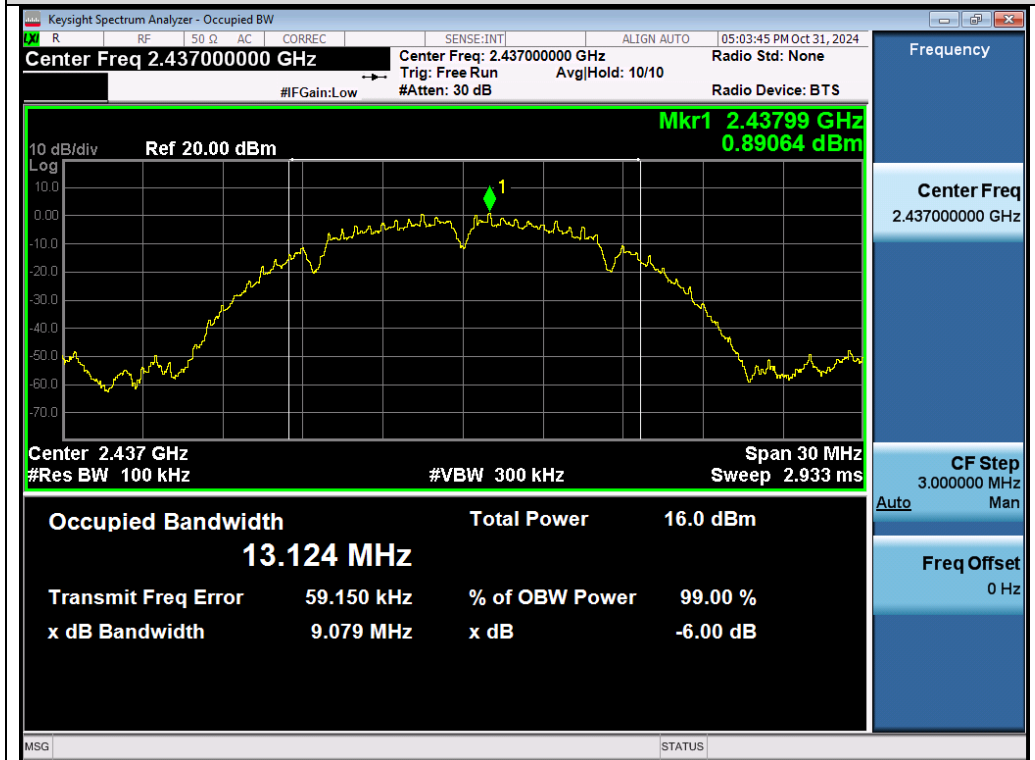 Keysight Spectrum Analyzer - Occupied BW
LXI R RF 50 Ω AC CORREC SENSE:INT ALIGN AUTO 05:03:45 PM Oct 31, 2024
Center Freq 2.437000000 GHz
Center Freq: 2.437000000 GHz
Radio Std: None
Trig: Free Run Avg|Hold: 10/10
#IFGain:Low #Atten: 30 dB Radio Device: BTS
Frequency
Mkr1 2.43799 GHz
0.89064 dBm
10 dB/div Ref 20.00 dBm
Log
10.0
0.00
-10.0
-20.0
-30.0
-40.0
-50.0
-60.0
-70.0
1
Center 2.437 GHz Span 30 MHz
#Res BW 100 kHz #VBW 300 kHz Sweep 2.933 ms
Center Freq
2.437000000 GHz
CF Step
3.000000 MHz
Auto Man
Freq Offset
0 Hz
Occupied Bandwidth Total Power 16.0 dBm
13.124 MHz
Transmit Freq Error 59.150 kHz % of OBW Power 99.00 %
x dB Bandwidth 9.079 MHz x dB -6.00 dB
MSG STATUS